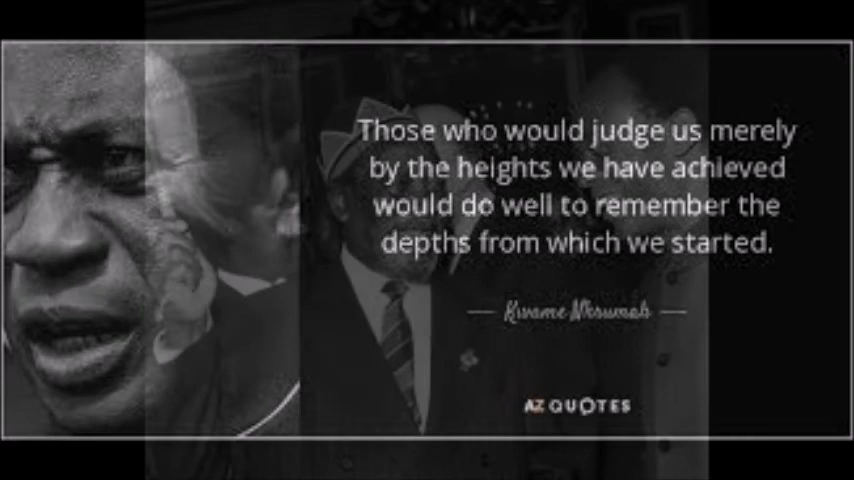 Those who would judge us merely
by the heights we have achieved
would do well to remember the
depths from which we started.
— Kwame Nkrumah —
AZ QUOTES